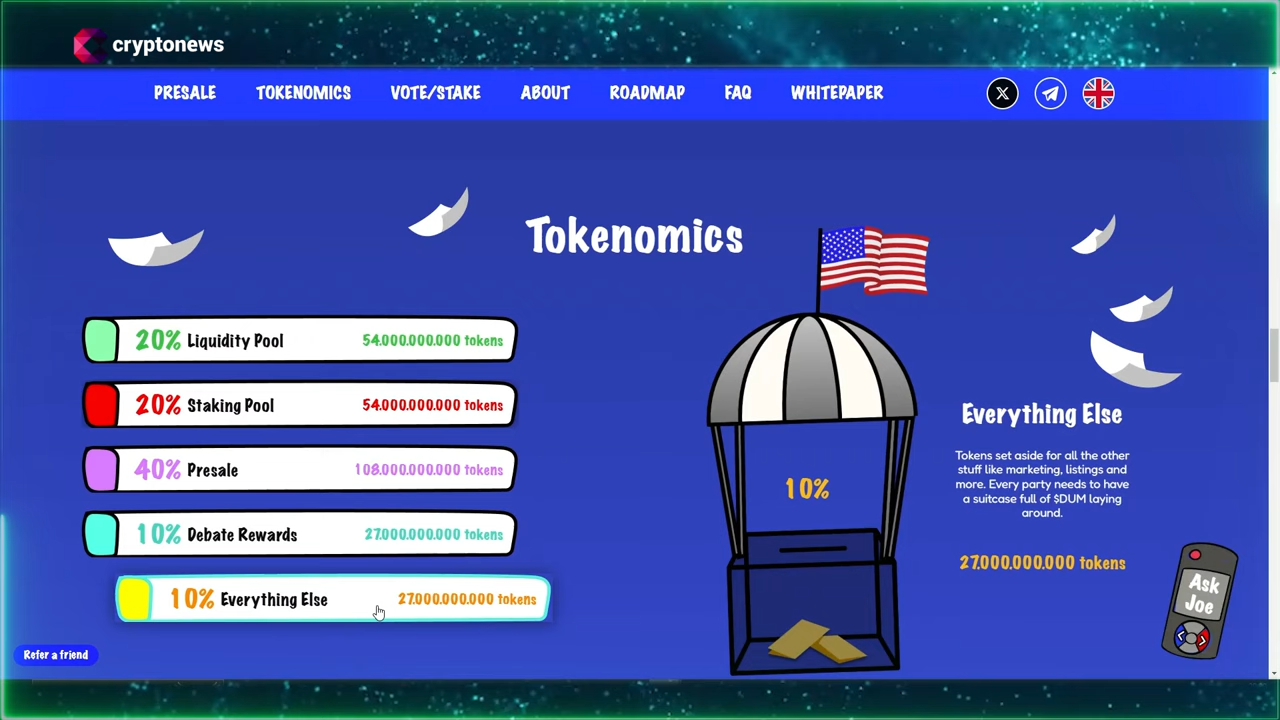 cryptonews
PRESALE TOKENOMICS VOTE/STAKE ABOUT ROADMAP FAQ WHITEPAPER
Tokenomics
20% Liquidity Pool 54.000.000.000 tokens
20% Staking Pool 54.000.000.000 tokens
40% Presale 108.000.000.000 tokens
10% Debate Rewards 27.000.000.000 tokens
10% Everything Else 27.000.000.000 tokens
10%
Everything Else
Tokens set aside for all the other
stuff like marketing, listings and
more. Every party needs to have
a suitcase full of $DUM laying
around.
27.000.000.000 tokens
Ask
Joe
Refer a friend